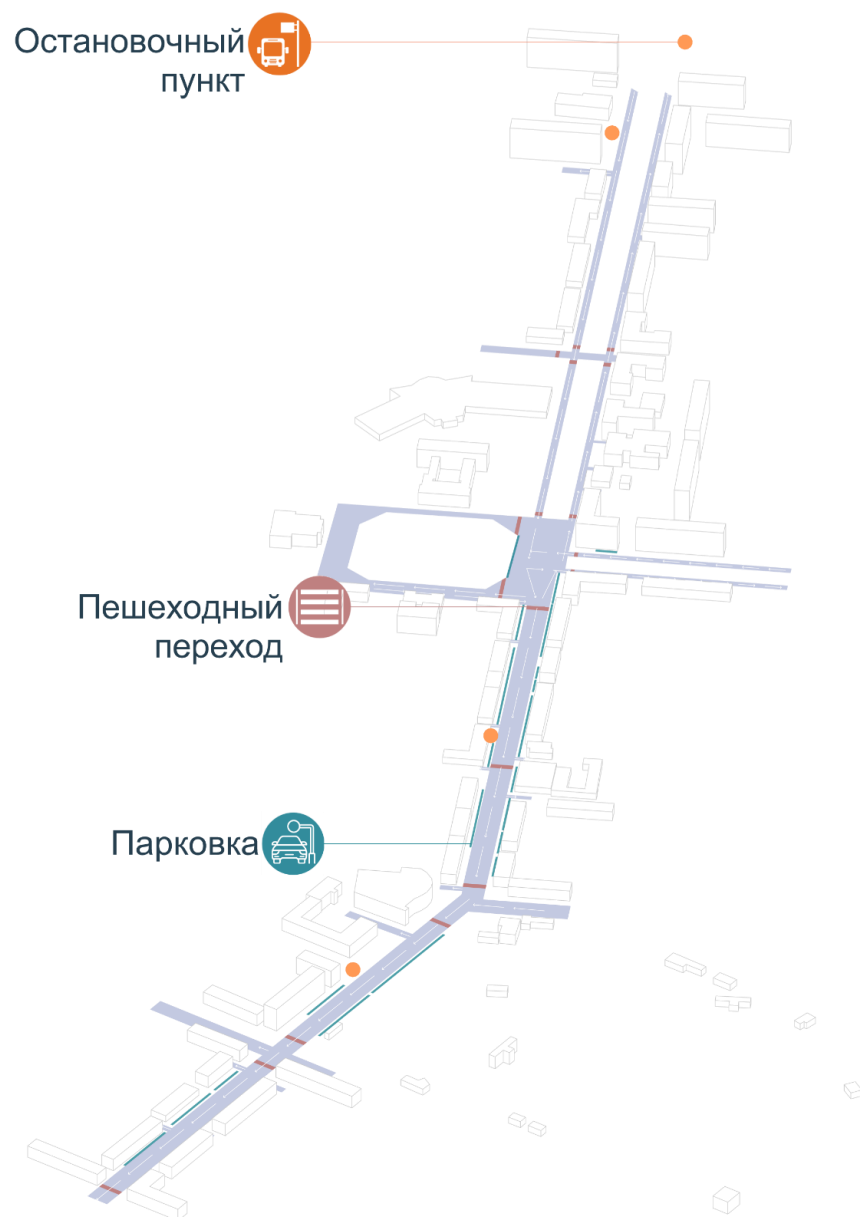 Остановочный
пункт
Пешеходный
переход
Парковка